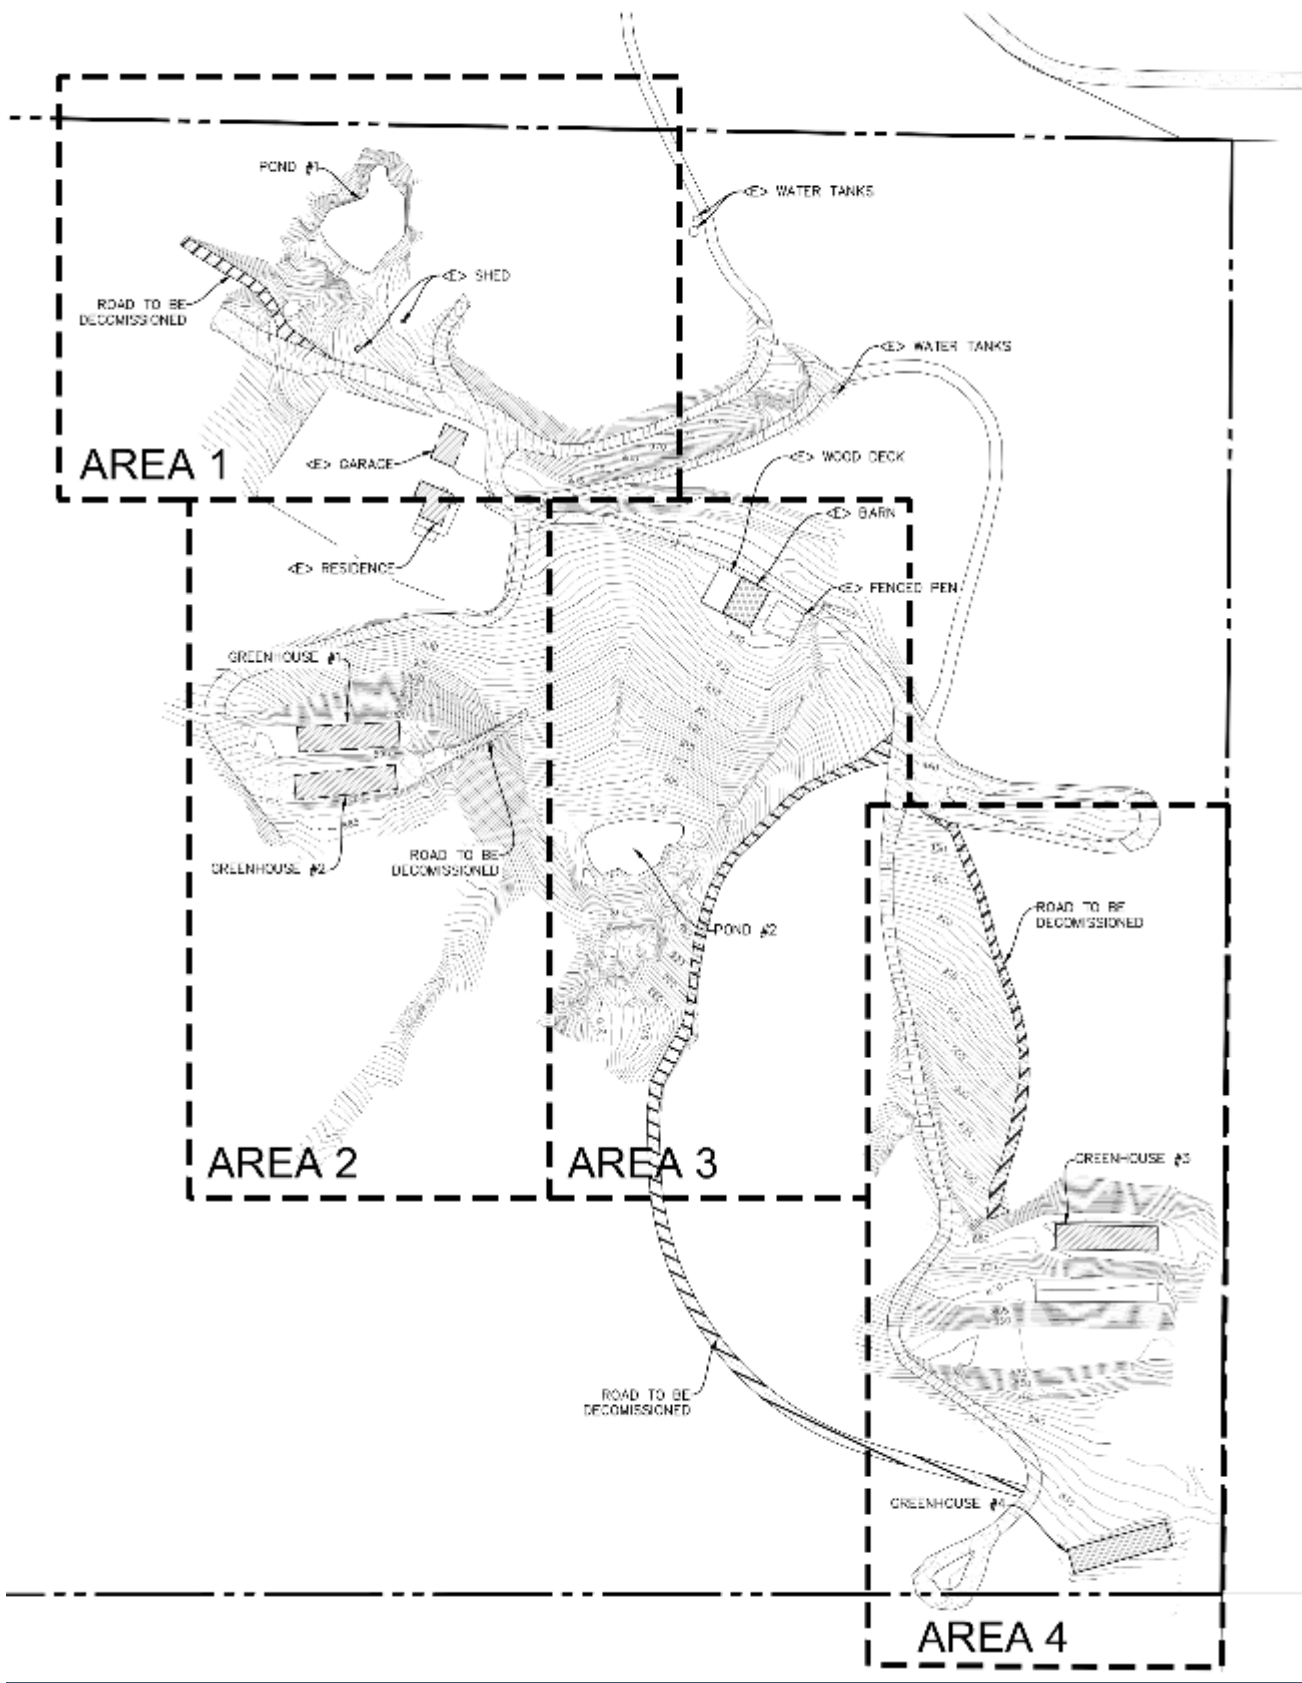 POND #1
<E> WATER TANKS
<E> SHED
ROAD TO BE
DECOMISSIONED
<E> WATER TANKS
AREA 1
<E> GARAGE
<E> WOOD DECK
<E> BARN
<E> RESIDENCE
<E> FENCED PEN
GREENHOUSE #1
GREENHOUSE #2
ROAD TO BE
DECOMISSIONED
POND #2
ROAD TO BE
DECOMISSIONED
AREA 2
AREA 3
GREENHOUSE #3
ROAD TO BE
DECOMISSIONED
GREENHOUSE #4
AREA 4